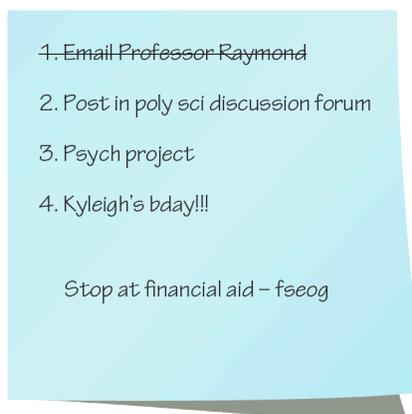 1. Email Professor Raymond
2. Post in poly sci discussion forum
3. Psych project
4. Kyleigh's bday!!!
Stop at financial aid – fseog